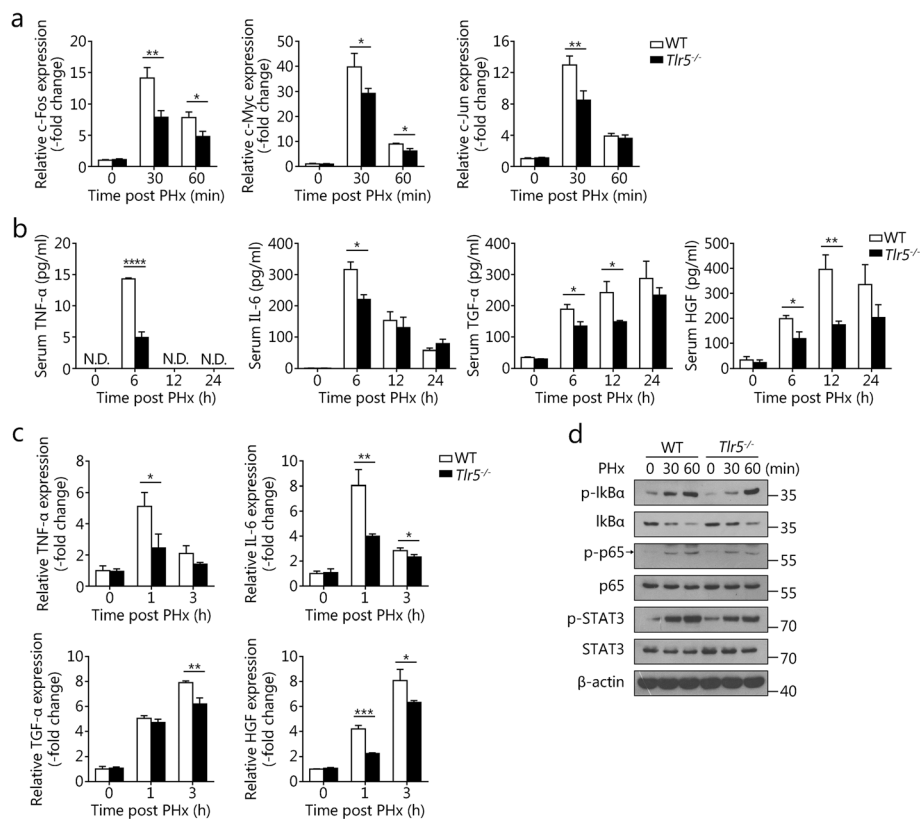 a
Relative c-Fos expression
(-fold change)
20
15
10
5
0
**
*
0 30 60
Time post PHx (min)
Relative c-Myc expression
(-fold change)
50
40
30
20
10
0
*
*
0 30 60
Time post PHx (min)
Relative c-Jun expression
(-fold change)
16
12
8
4
0
**
0 30 60
Time post PHx (min)
WT
Tlr5-/-
b
Serum TNF-α (pg/ml)
20
15
10
5
0
****
N.D. N.D. N.D.
0 6 12 24
Time post PHx (h)
Serum IL-6 (pg/ml)
400
300
200
100
0
*
0 6 12 24
Time post PHx (h)
Serum TGF-α (pg/ml)
400
300
200
100
0
*
*
0 6 12 24
Time post PHx (h)
Serum HGF (pg/ml)
500
400
300
200
100
0
*
**
0 6 12 24
Time post PHx (h)
WT
Tlr5-/-
c
Relative TNF-α expression
(-fold change)
8
6
4
2
0
*
0 1 3
Time post PHx (h)
Relative IL-6 expression
(-fold change)
10
8
6
4
2
0
**
*
0 1 3
Time post PHx (h)
WT
Tlr5-/-
Relative TGF-α expression
(-fold change)
10
8
6
4
2
0
**
0 1 3
Time post PHx (h)
Relative HGF expression
(-fold change)
10
8
6
4
2
0
***
*
0 1 3
Time post PHx (h)
d
WT Tlr5-/-
PHx 0 30 60 0 30 60 (min)
p-IkBα 35
IkBα 35
p-p65 55
p65 55
p-STAT3 70
STAT3 70
β-actin 40